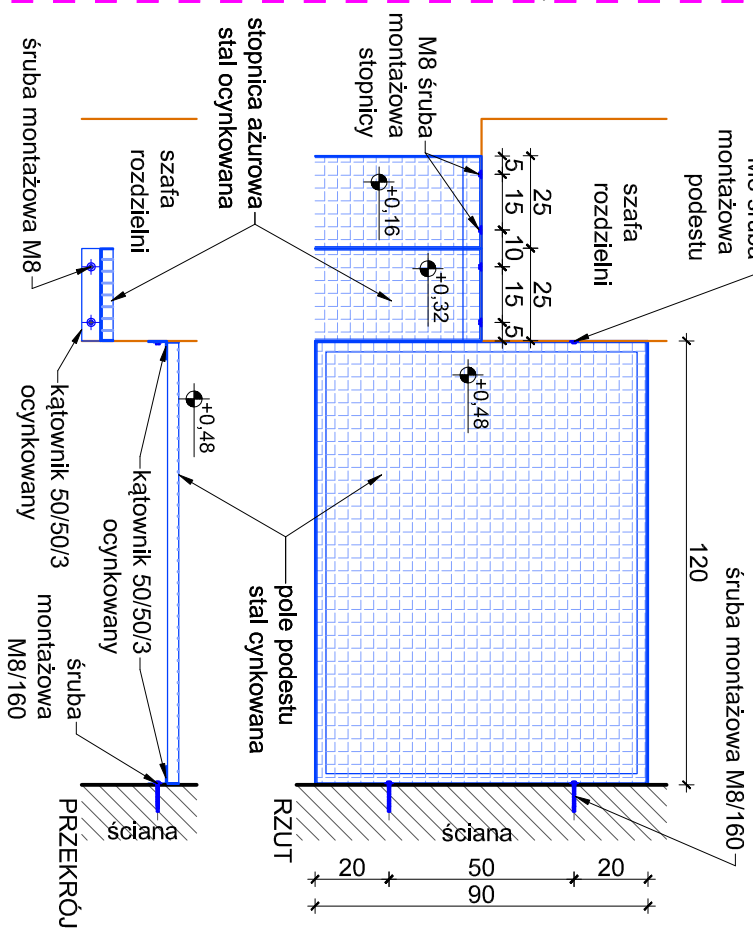 M8 śruba
montażowa
podestu
śruba montażowa M8/160
szafa
rozdzielni
5
15
10
15
5
25
25
120
M8 śruba
montażowa
stopnicy
+0,16
+0,32
+0,48
ściana
RZUT
20
50
20
90
stopnica ażurowa
stal ocynkowana
pole podestu
stal cynkowana
szafa
rozdzielni
+0,48
śruba montażowa M8
kątownik 50/50/3
ocynkowany
kątownik 50/50/3
ocynkowany
śruba
montażowa
M8/160
ściana
PRZEKRÓJ